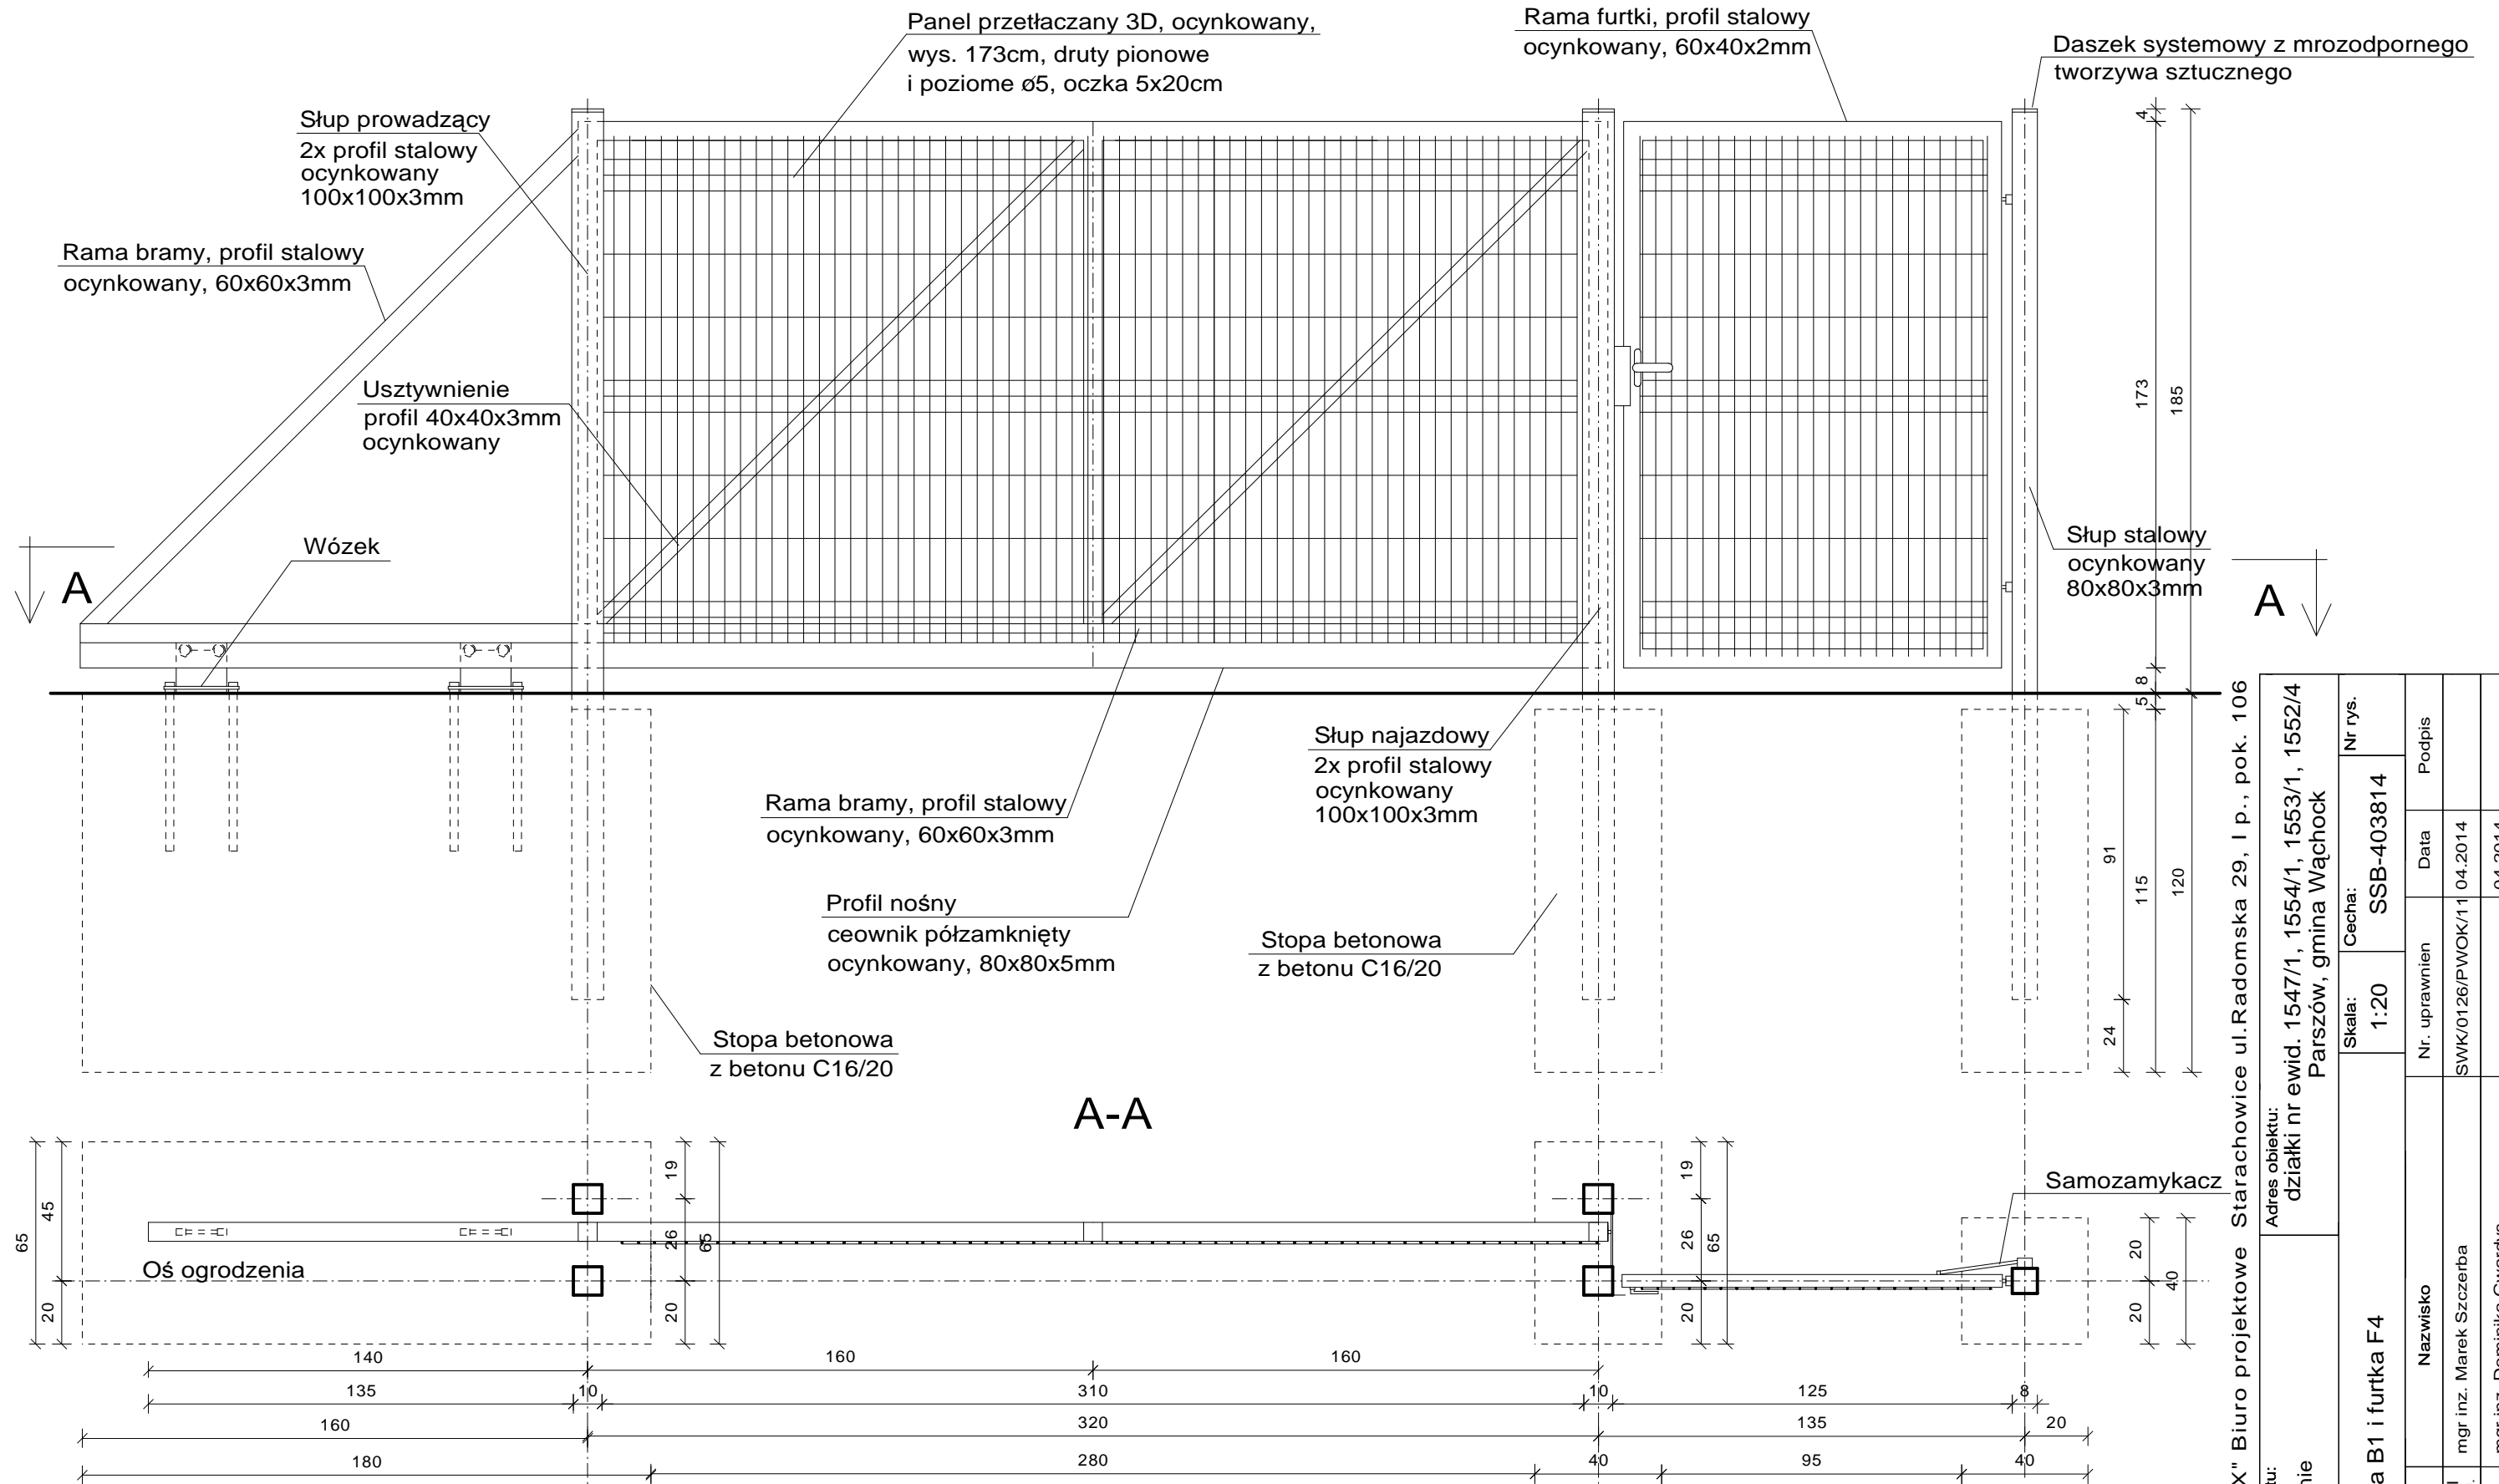 Panel przetłaczany 3D, ocynkowany,
wys. 173cm, druty pionowe
i poziome ø5, oczka 5x20cm
Rama furtki, profil stalowy
ocynkowany, 60x40x2mm
Daszek systemowy z mrozodpornego
tworzywa sztucznego
Słup prowadzący
2x profil stalowy
ocynkowany
100x100x3mm
Rama bramy, profil stalowy
ocynkowany, 60x60x3mm
Usztywnienie
profil 40x40x3mm
ocynkowany
Wózek
A
Słup stalowy
ocynkowany
80x80x3mm
A
4
173
185
8
5
Słup najazdowy
2x profil stalowy
ocynkowany
100x100x3mm
Rama bramy, profil stalowy
ocynkowany, 60x60x3mm
Profil nośny
ceownik półzamknięty
ocynkowany, 80x80x5mm
Stopa betonowa
z betonu C16/20
Stopa betonowa
z betonu C16/20
91
115
120
24
A-A
65
45
20
19
26
65
20
19
26
65
20
Samozamykacz
20
40
20
Oś ogrodzenia
140
160
160
135
10
310
10
125
8
160
320
135
20
180
280
40
95
40
X" Biuro projektowe Starachowice ul.Radomska 29, I p., pok. 106
Adres obiektu:
działki nr ewid. 1547/1, 1554/1, 1553/1, 1552/4
Parszów, gmina Wąchock
Skala:
1:20
Cecha:
SSB-403814
Nr rys.
a B1 i furtka F4
Nazwisko
Nr. uprawnien
Data
Podpis
mgr inz. Marek Szczerba
SWK/0126/PWOK/11
04.2014